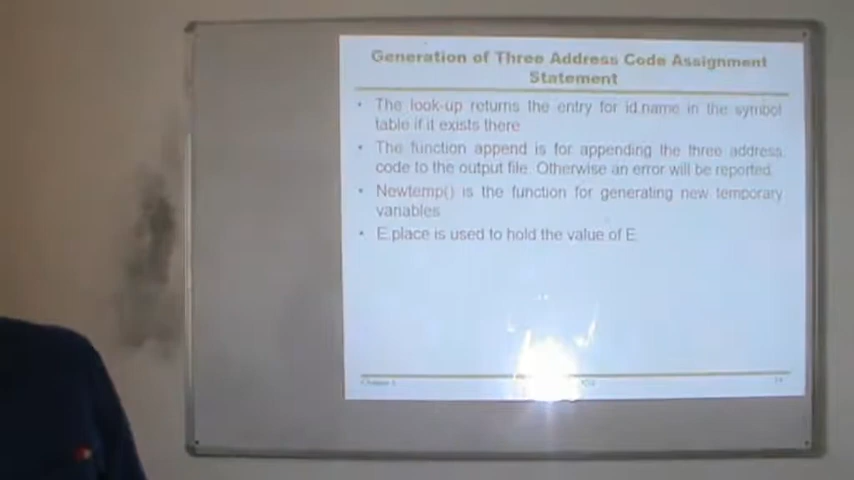 Generation of Three Address Code Assignment
Statement
• The look-up returns the entry for id.name in the symbol
table if it exists there
• The function append is for appending the three address
code to the output file. Otherwise an error will be reported.
• Newtemp() is the function for generating new temporary
variables
• E.place is used to hold the value of E.